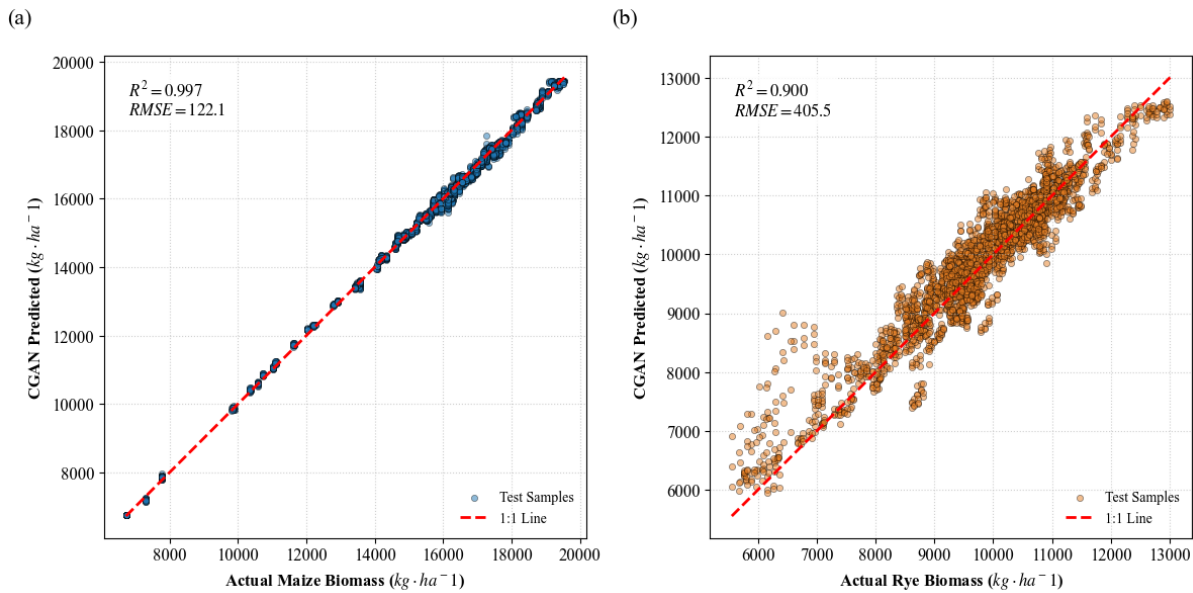 (a)
(b)
R² = 0.997
RMSE = 122.1
CGAN Predicted (kg · ha⁻ 1)
20000
18000
16000
14000
12000
10000
8000
8000 10000 12000 14000 16000 18000 20000
Actual Maize Biomass (kg · ha⁻ 1)
Test Samples
1:1 Line
R² = 0.900
RMSE = 405.5
CGAN Predicted (kg · ha⁻ 1)
13000
12000
11000
10000
9000
8000
7000
6000
6000 7000 8000 9000 10000 11000 12000 13000
Actual Rye Biomass (kg · ha⁻ 1)
Test Samples
1:1 Line